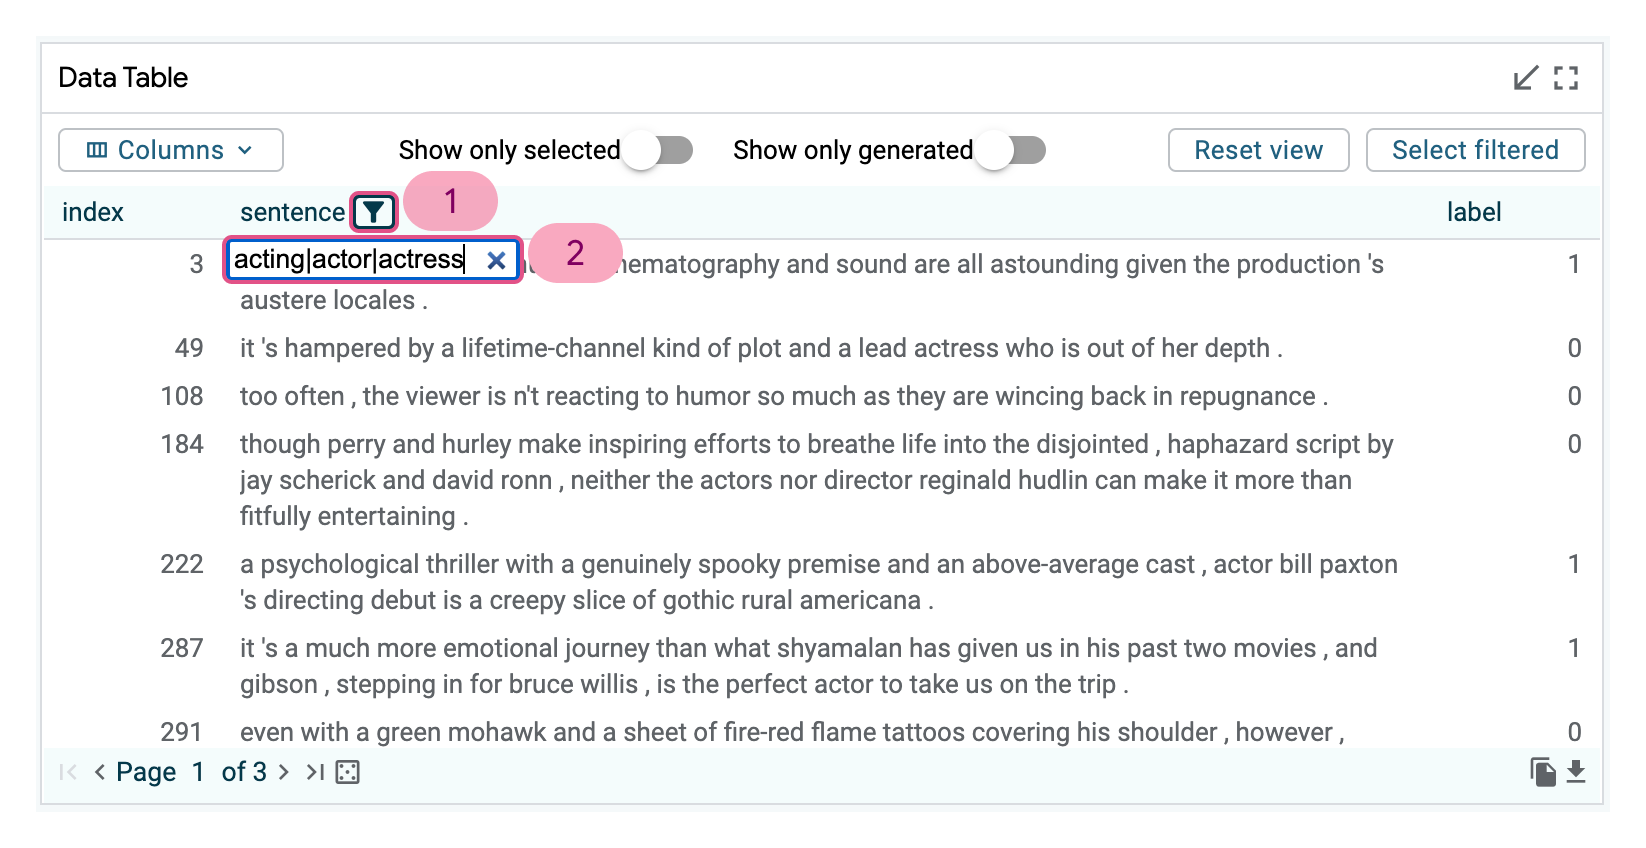 Data Table
Columns
Show only selected
Show only generated
Reset view
Select filtered
index
sentence
1
label
3
acting|actor|actress
2
nematography and sound are all astounding given the production 's
1
austere locales .
49
it 's hampered by a lifetime-channel kind of plot and a lead actress who is out of her depth .
0
108
too often , the viewer is n't reacting to humor so much as they are wincing back in repugnance .
0
184
though perry and hurley make inspiring efforts to breathe life into the disjointed , haphazard script by
0
jay scherick and david ronn , neither the actors nor director reginald hudlin can make it more than
fitfully entertaining .
222
a psychological thriller with a genuinely spooky premise and an above-average cast , actor bill paxton
1
's directing debut is a creepy slice of gothic rural americana .
287
it 's a much more emotional journey than what shyamalan has given us in his past two movies , and
1
gibson , stepping in for bruce willis , is the perfect actor to take us on the trip .
291
even with a green mohawk and a sheet of fire-red flame tattoos covering his shoulder , however ,
0
Page 1 of 3